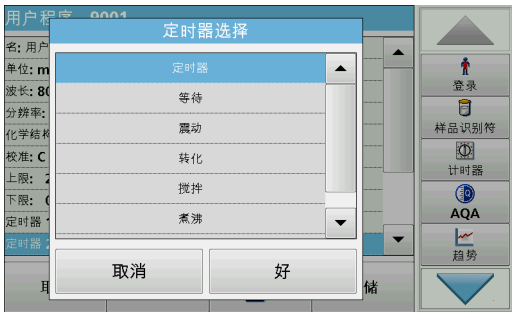 用户程序 9001
定时器选择
名: 用户
单位: m
波长: 80
分辨率:
化学结构
校准: C
上限: 2
下限: 0
定时器 1
定时器 2
定时器
等待
震动
转化
搅拌
煮沸
取消
好
储
登录
样品识别符
计时器
AQA
趋势